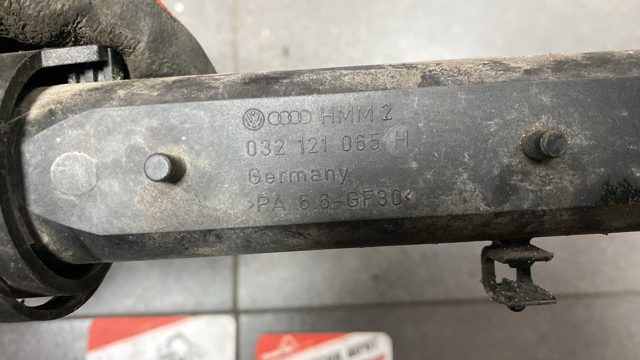 HMM 2
032 121 065 H
Germany
>PA 6.6-GF30<